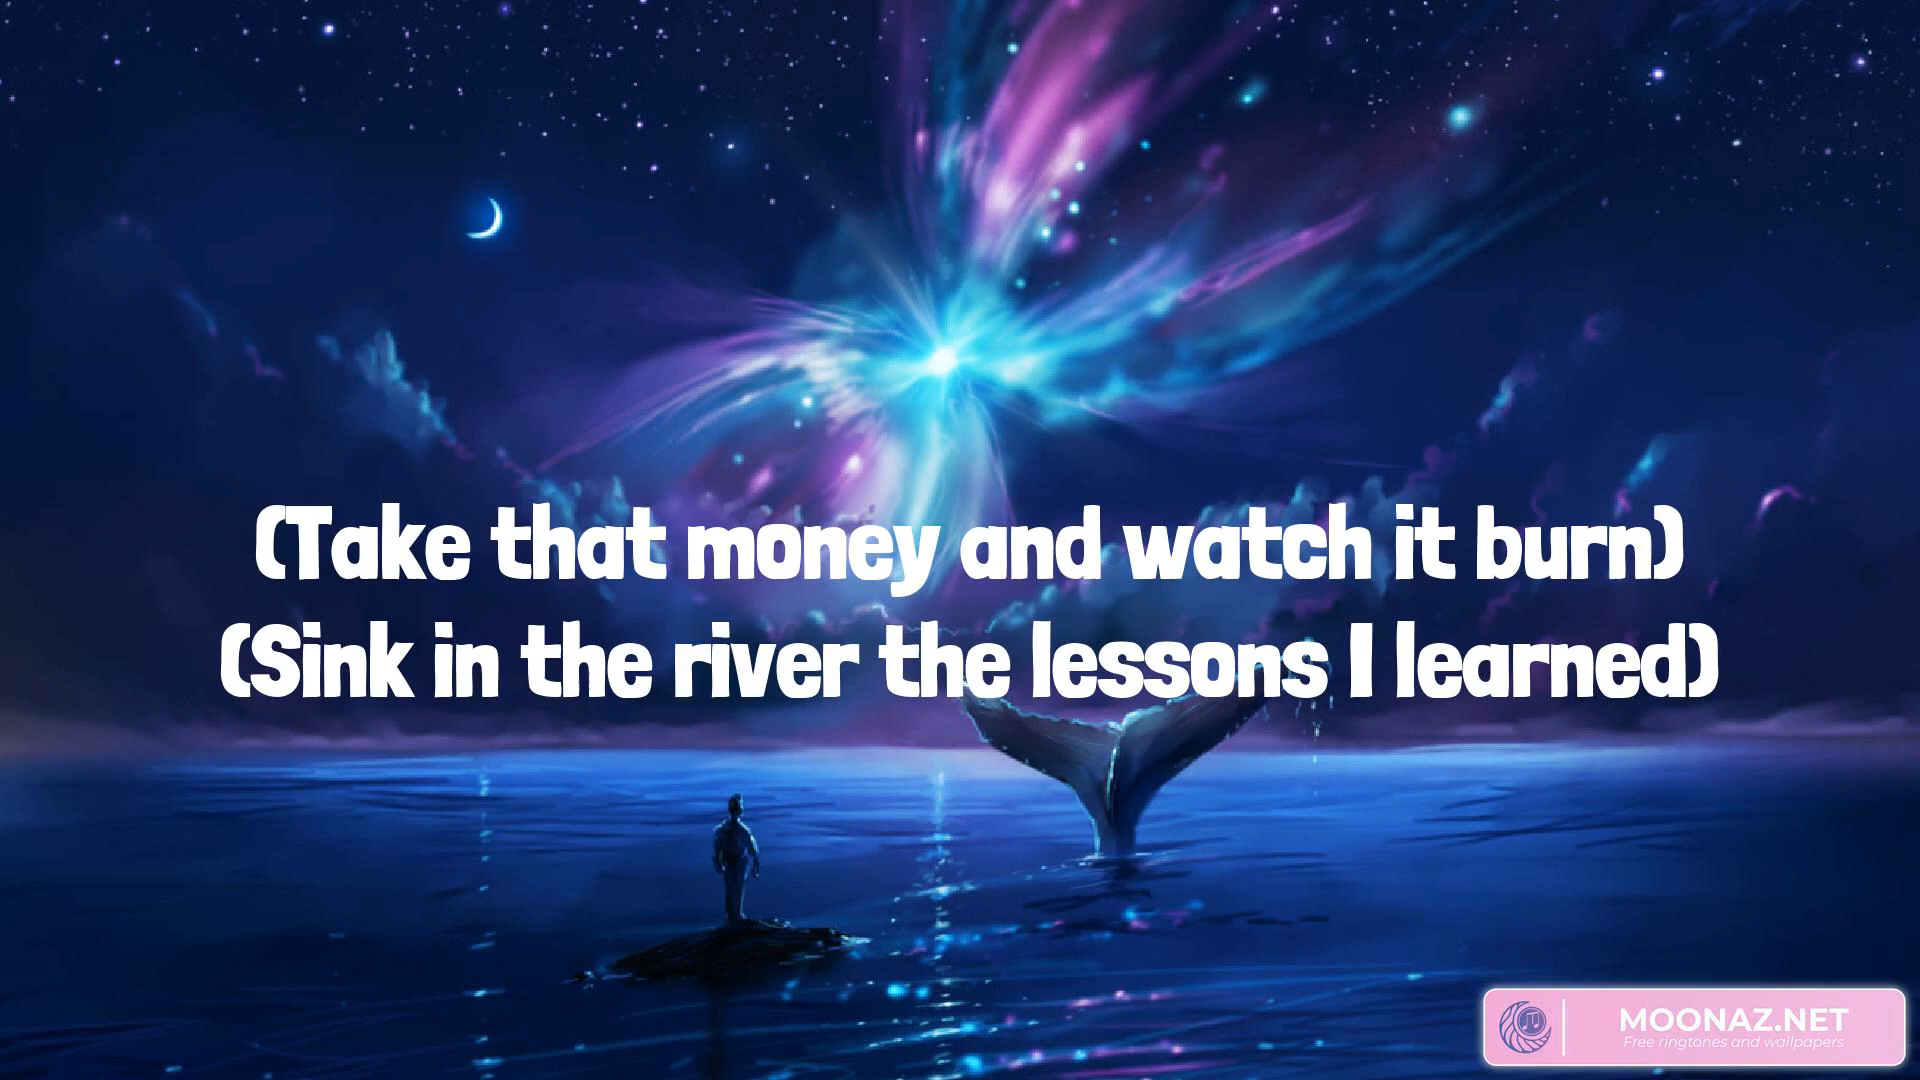 (Take that money and watch it burn)
(Sink in the river the lessons I learned)
MOONAZ.NET
Free ringtones and wallpapers